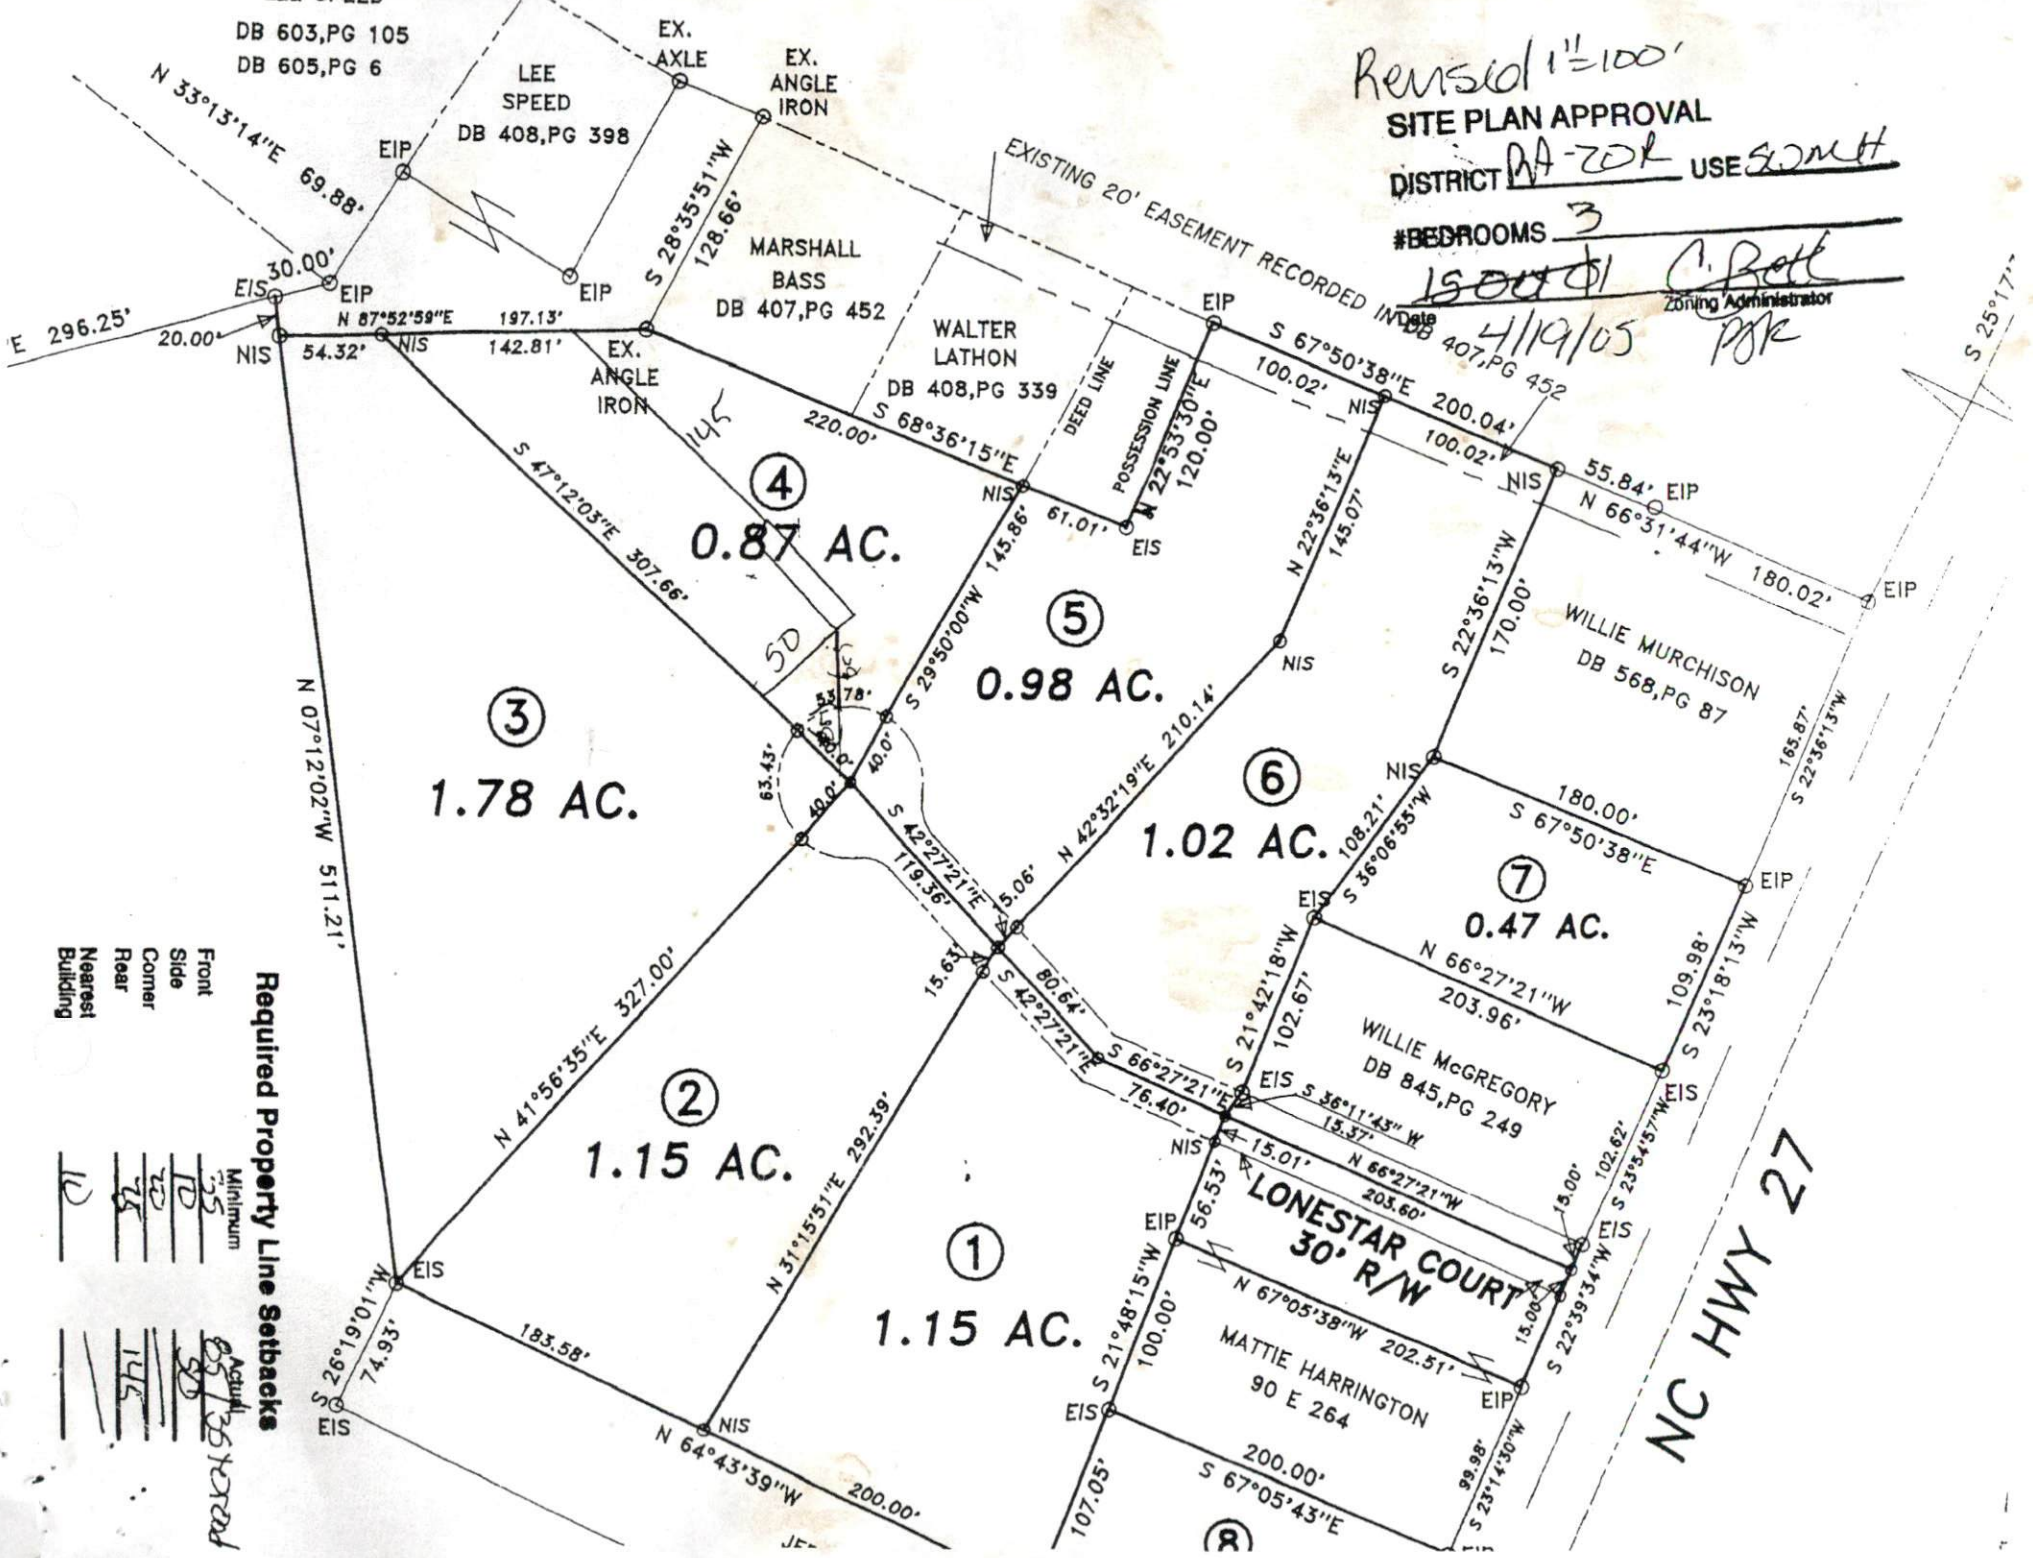 DB 603,PG 105
DB 605,PG 6
N 33°13'14"E 69.88'
LEE
SPEED
DB 408,PG 398
EX.
AXLE
EX.
ANGLE
IRON
EIP
S 28°35'51"W
128.66'
MARSHALL
BASS
DB 407,PG 452
EXISTING 20' EASEMENT RECORDED IN DB 407,PG 452
Revised 1"=100'
SITE PLAN APPROVAL
DISTRICT RA-20R USE SWMH
#BEDROOMS 3
Date
Zoning Administrator
4/19/05
E 296.25'
EIS
30.00'
EIP
20.00'
NIS
N 87°52'59"E 197.13'
54.32'
NIS
142.81'
EX.
ANGLE
IRON
EIP
WALTER
LATHON
DB 408,PG 339
DEED LINE
POSSESSION LINE
N 22°53'30"E
120.00'
EIP
S 67°50'38"E
100.02'
200.04'
100.02'
NIS
NIS
55.84'
EIP
N 66°31'44"W
180.02'
EIP
S 25°17'
145
220.00'
S 68°36'15"E
NIS
61.01'
EIS
4
0.87 AC.
S 47°12'03"E 307.66'
50
S 29°50'00"W 145.86'
5
0.98 AC.
N 22°36'13"E
145.07'
NIS
S 22°36'13"W
170.00'
WILLIE MURCHISON
DB 568,PG 87
165.87'
S 22°36'13"W
N 07°12'02"W 511.21'
3
1.78 AC.
53.78'
63.43'
40.0'
40.0'
40.0'
S 42°27'21"E
119.36'
N 42°32'19"E 210.14'
6
1.02 AC.
NIS
108.21'
S 36°06'55"W
180.00'
S 67°50'38"E
7
0.47 AC.
EIP
EIS
N 66°27'21"W
203.96'
109.98'
S 23°18'13"W
EIS
15.06'
15.63'
80.64'
S 42°27'21"E
S 66°27'21"E
76.40'
S 21°42'18"W
102.67'
EIS
S 36°11'43" W
15.37'
WILLIE McGREGORY
DB 845,PG 249
102.62'
S 23°54'57"W
NIS
15.01'
N 66°27'21"W
203.60'
15.00'
EIS
LONESTAR COURT
30' R/W
15.00'
S 22°39'34"W
N 41°56'35"E 327.00'
2
1.15 AC.
N 31°15'51"E 292.39'
1
1.15 AC.
56.53'
EIP
N 67°05'38"W 202.51'
EIP
S 21°48'15"W
100.00'
MATTIE HARRINGTON
90 E 264
EIS
200.00'
S 67°05'43"E
99.98'
S 23°14'30"W
NC HWY 27
EIS
S 26°19'01"W
74.93'
EIS
183.58'
NIS
N 64°43'39"W
200.00'
107.05'
8
EIP
Required Property Line Setbacks
Minimum Actual
Front 35 85 / 36 from road
Side 10 50
Corner 20
Rear 25 145
Nearest
Building 10